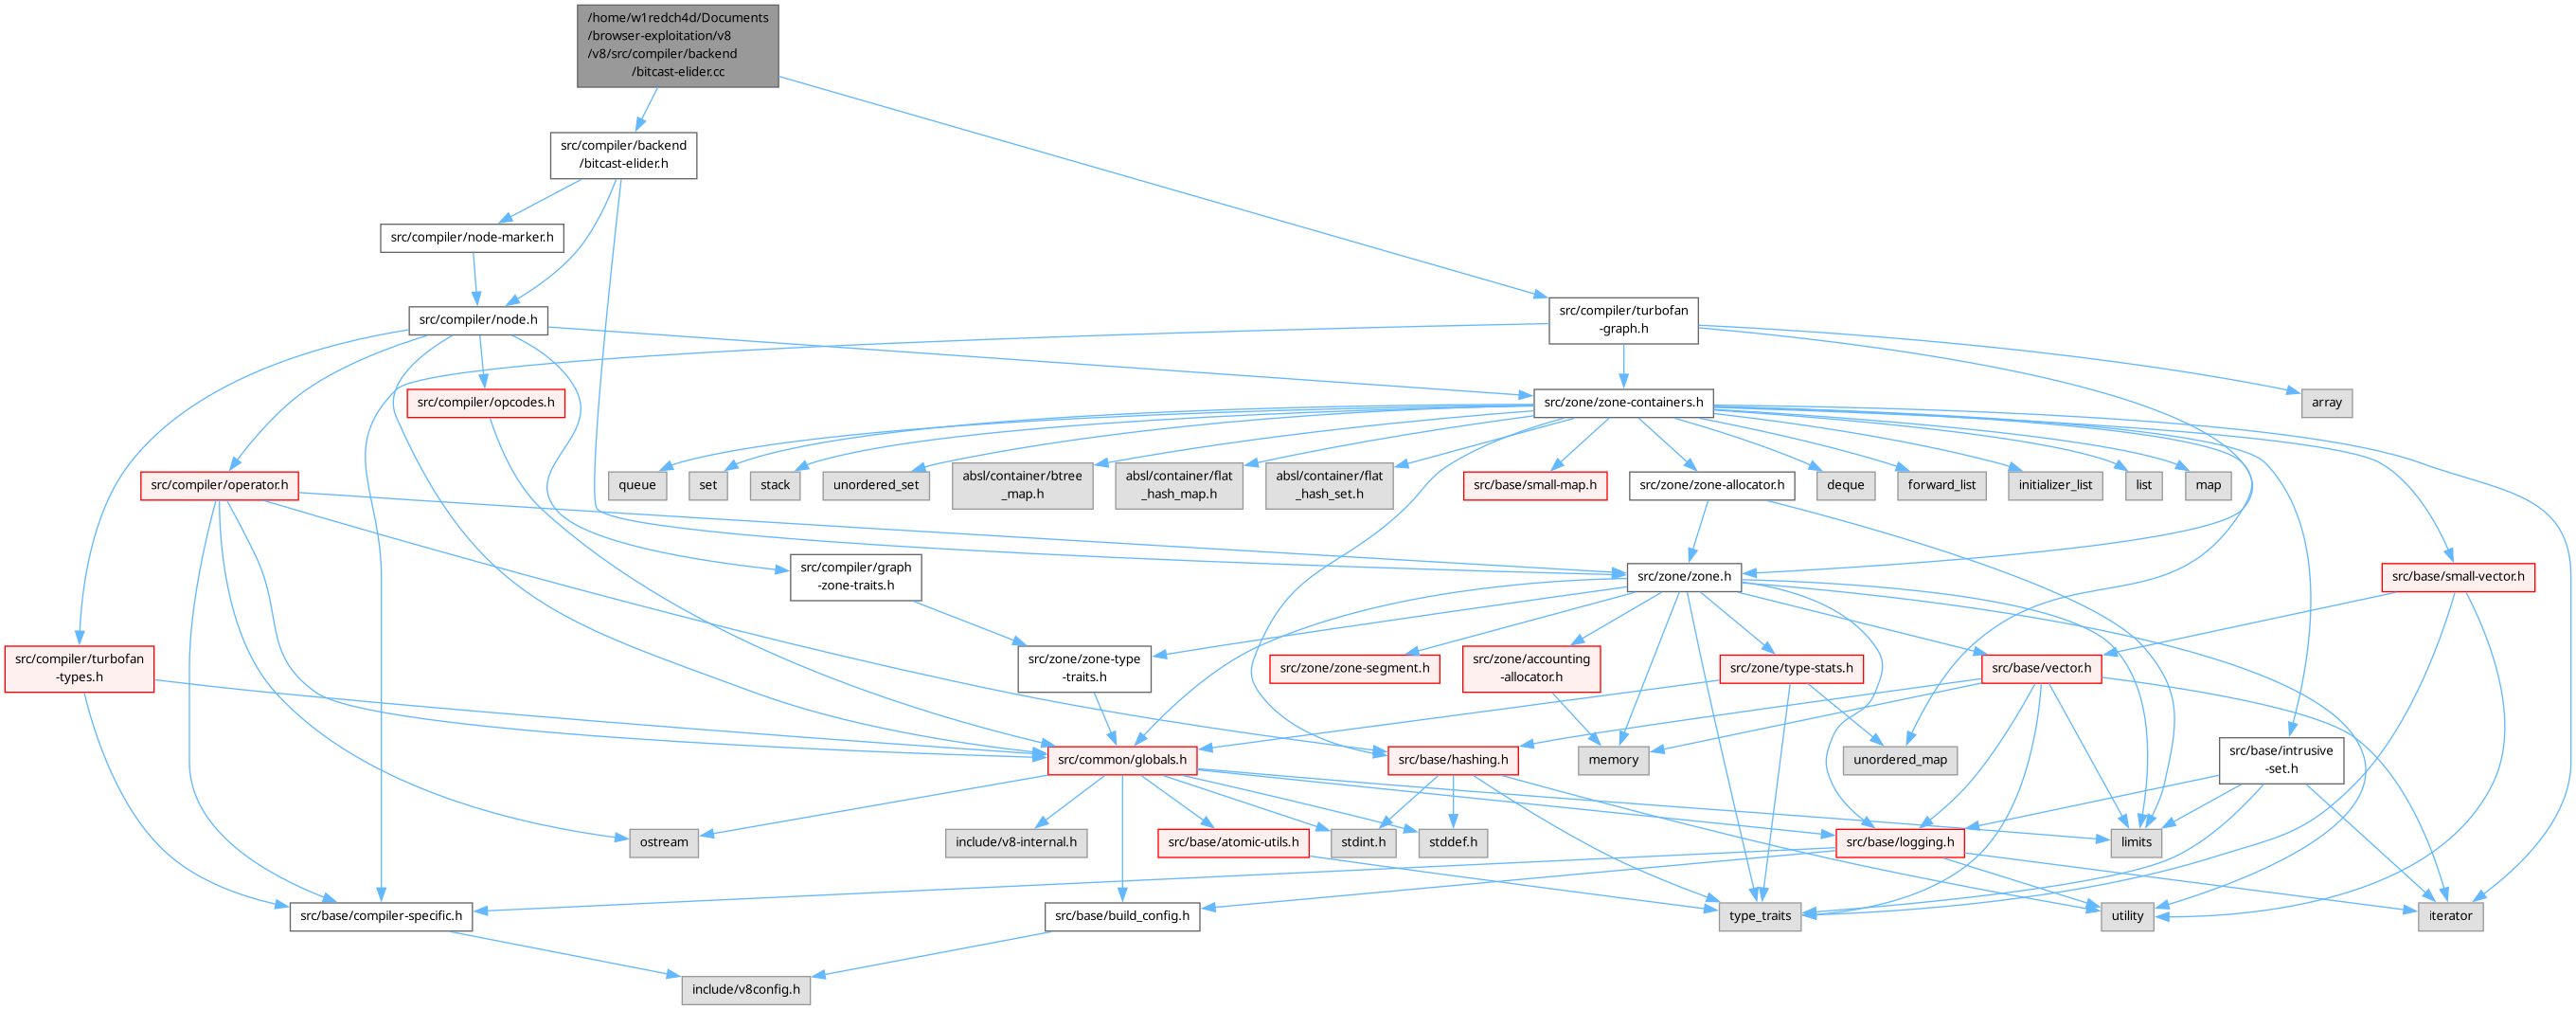 /home/w1redch4d/Documents
/browser-exploitation/v8
/v8/src/compiler/backend
/bitcast-elider.cc
src/compiler/backend
/bitcast-elider.h
src/compiler/node-marker.h
src/compiler/node.h
src/compiler/turbofan
-graph.h
src/compiler/opcodes.h
src/zone/zone-containers.h
array
src/compiler/operator.h
queue
set
stack
unordered_set
absl/container/btree
_map.h
absl/container/flat
_hash_map.h
absl/container/flat
_hash_set.h
src/base/small-map.h
src/zone/zone-allocator.h
deque
forward_list
initializer_list
list
map
src/compiler/graph
-zone-traits.h
src/zone/zone.h
src/base/small-vector.h
src/compiler/turbofan
-types.h
src/zone/zone-type
-traits.h
src/zone/zone-segment.h
src/zone/accounting
-allocator.h
src/zone/type-stats.h
src/base/vector.h
src/common/globals.h
src/base/hashing.h
memory
unordered_map
src/base/intrusive
-set.h
ostream
include/v8-internal.h
src/base/atomic-utils.h
stdint.h
stddef.h
src/base/logging.h
limits
src/base/compiler-specific.h
src/base/build_config.h
type_traits
utility
iterator
include/v8config.h